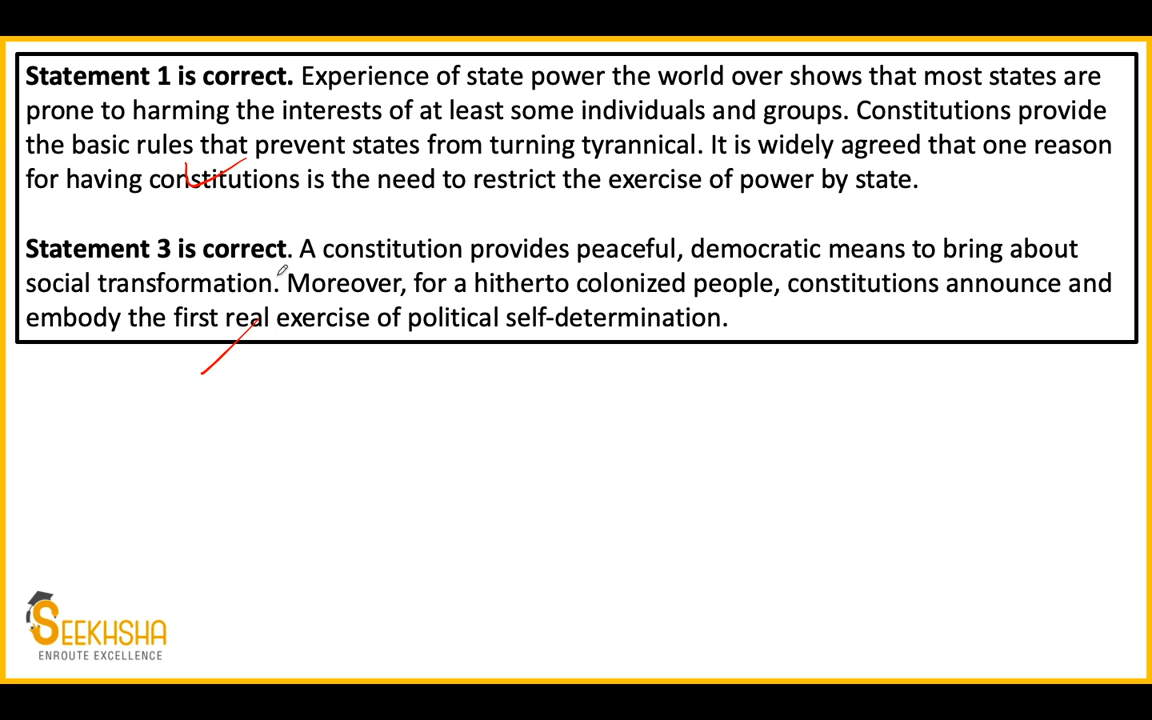 Statement 1 is correct. Experience of state power the world over shows that most states are
prone to harming the interests of at least some individuals and groups. Constitutions provide
the basic rules that prevent states from turning tyrannical. It is widely agreed that one reason
for having constitutions is the need to restrict the exercise of power by state.
Statement 3 is correct. A constitution provides peaceful, democratic means to bring about
social transformation. Moreover, for a hitherto colonized people, constitutions announce and
embody the first real exercise of political self-determination.
SEEKHSHA
ENROUTE EXCELLENCE